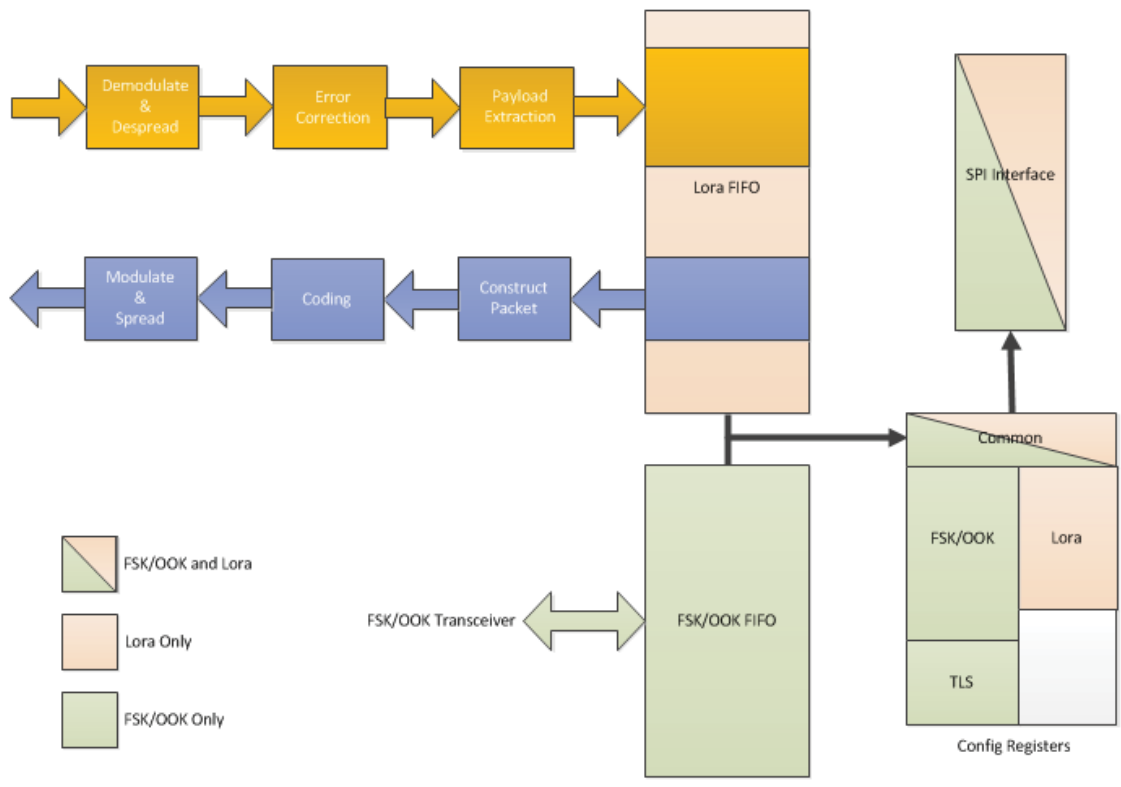 Demodulate
&
Despread
Error
Correction
Payload
Extraction
Lora FIFO
SPI Interface
Modulate
&
Spread
Coding
Construct
Packet
Common
FSK/OOK
Lora
TLS
Config Registers
FSK/OOK and Lora
Lora Only
FSK/OOK Only
FSK/OOK Transceiver
FSK/OOK FIFO